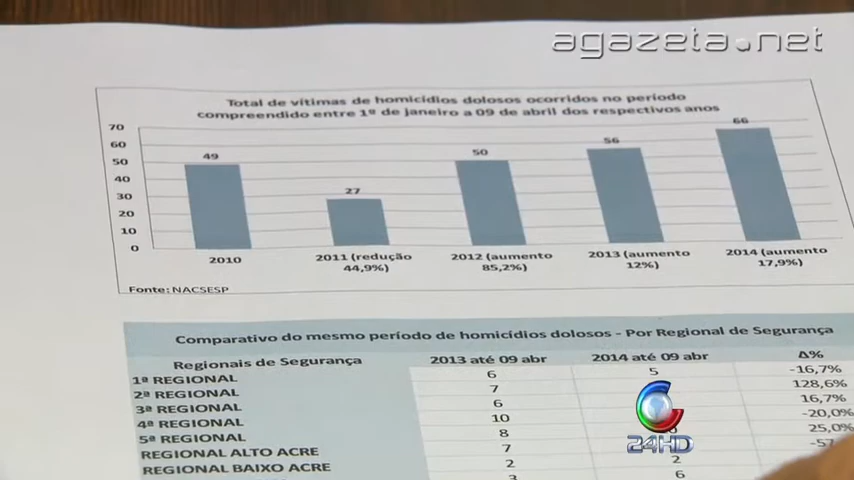 agazeta.net
Total de vítimas de homicídios dolosos ocorridos no período
compreendido entre 1º de janeiro a 09 de abril dos respectivos anos
70
60
50
40
30
20
10
0
49
27
50
56
66
2010
2011 (redução 44,9%)
2012 (aumento 85,2%)
2013 (aumento 12%)
2014 (aumento 17,9%)
Fonte: NACSESP
Comparativo do mesmo período de homicídios dolosos - Por Regional de Segurança
Regionais de Segurança 2013 até 09 abr 2014 até 09 abr Δ%
1ª REGIONAL 6 5 -16,7%
2ª REGIONAL 7 128,6%
3ª REGIONAL 6 16,7%
4ª REGIONAL 10 -20,0%
5ª REGIONAL 8 25,0%
REGIONAL ALTO ACRE 7
REGIONAL BAIXO ACRE 2 2
3 6
24HD